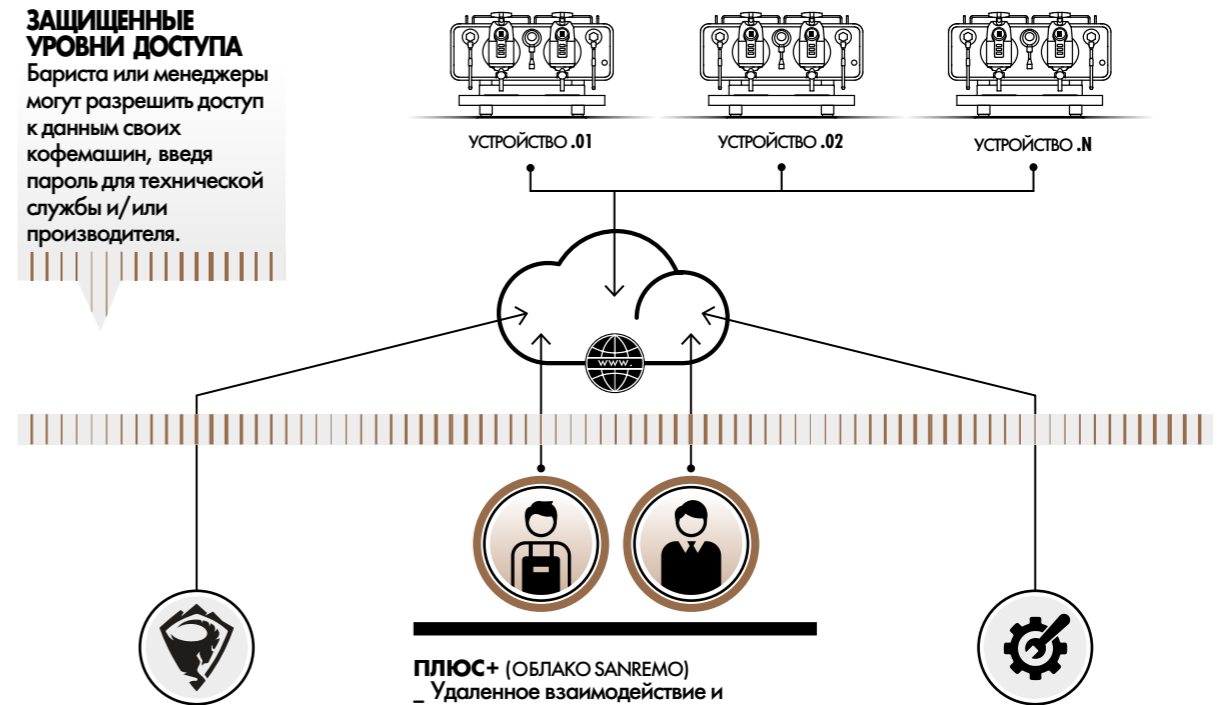 ЗАЩИЩЕННЫЕ
УРОВНИ ДОСТУПА
Бариста или менеджеры
могут разрешить доступ
к данным своих
кофемашин, введя
пароль для технической
службы и/или
производителя.
УСТРОЙСТВО .01
УСТРОЙСТВО .02
УСТРОЙСТВО .N
www.
ПЛЮС+ (ОБЛАКО SANREMO)
_ Удаленное взаимодействие и